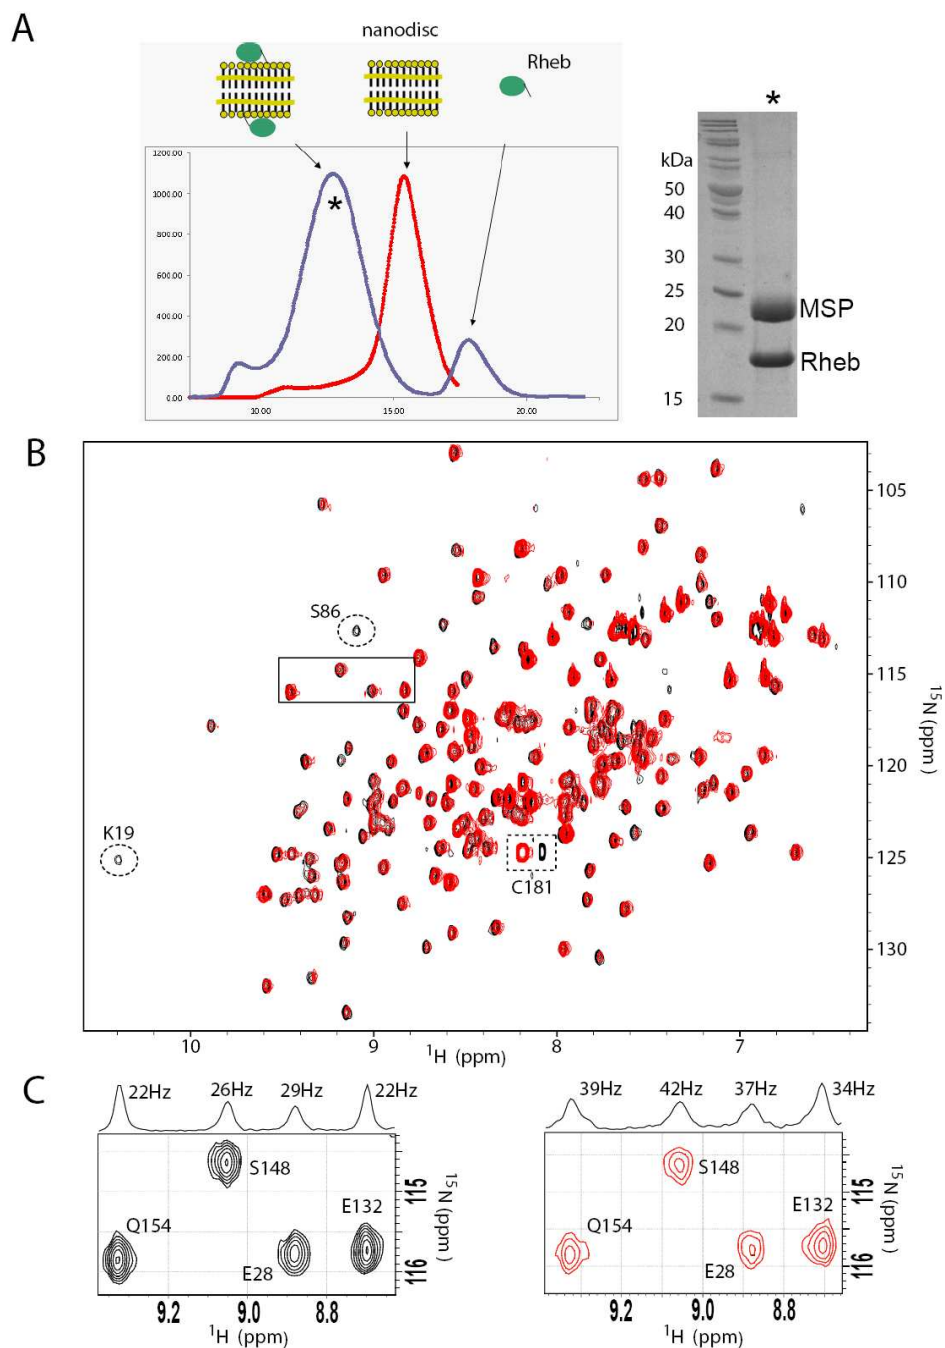 A
nanodisc
Rheb
*
*
1200.00
1000.00
800.00
600.00
400.00
200.00
0.00
10.00 15.00 20.00
kDa
50
40
30
25
20
15
MSP
Rheb
B
S86
K19
C181
105
110
115
120
125
130
15N (ppm)
10 9 8 7
1H (ppm)
C
22Hz 26Hz 29Hz 22Hz
S148
Q154
E28
E132
115
116
15N (ppm)
9.2 9.0 8.8
1H (ppm)
39Hz 42Hz 37Hz 34Hz
S148
Q154
E28
E132
115
116
15N (ppm)
9.2 9.0 8.8
1H (ppm)